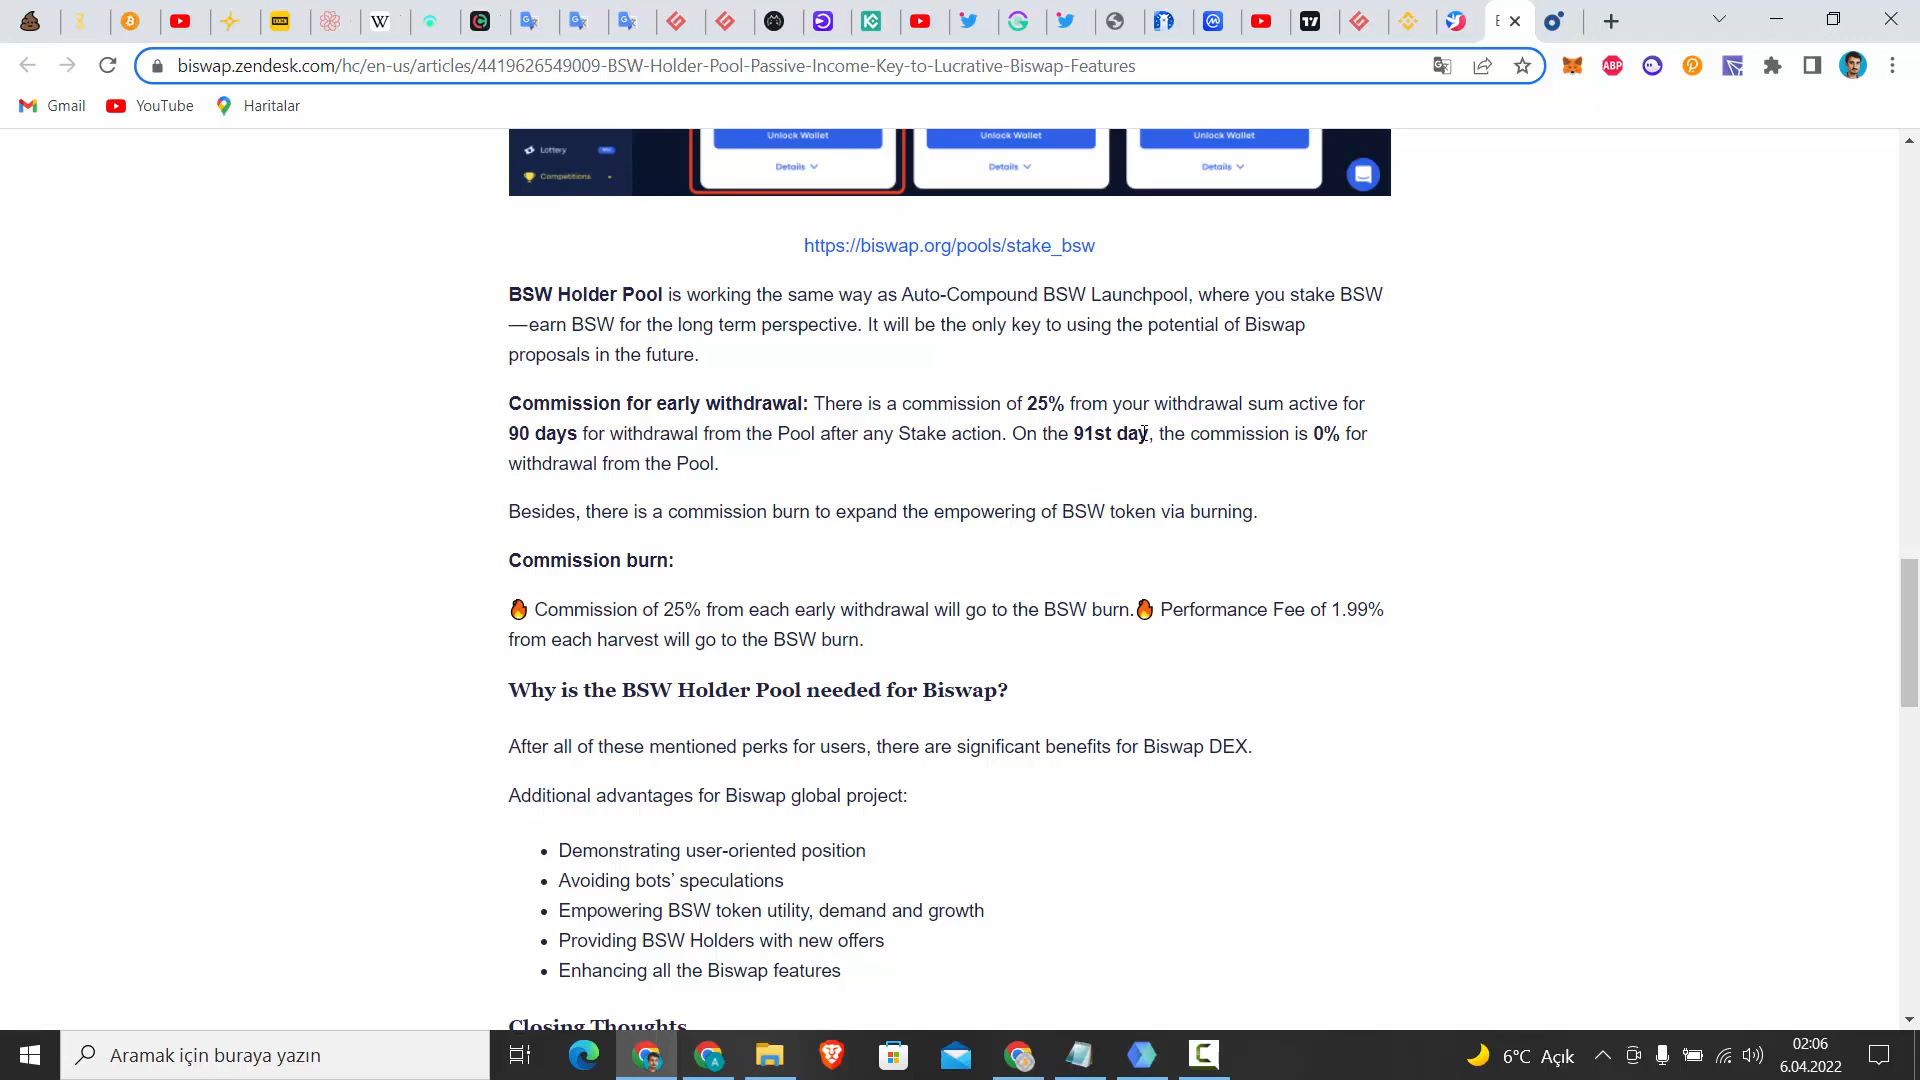 biswap.zendesk.com/hc/en-us/articles/4419626549009-BSW-Holder-Pool-Passive-Income-Key-to-Lucrative-Biswap-Features
ABP
Gmail
YouTube
Haritalar
Unlock Wallet
Unlock Wallet
Unlock Wallet
Lottery
Details
Details
Details
Competitions
https://biswap.org/pools/stake_bsw
BSW Holder Pool is working the same way as Auto-Compound BSW Launchpool, where you stake BSW
—earn BSW for the long term perspective. It will be the only key to using the potential of Biswap
proposals in the future.
Commission for early withdrawal: There is a commission of 25% from your withdrawal sum active for
90 days for withdrawal from the Pool after any Stake action. On the 91st day, the commission is 0% for
withdrawal from the Pool.
Besides, there is a commission burn to expand the empowering of BSW token via burning.
Commission burn:
🔥 Commission of 25% from each early withdrawal will go to the BSW burn.🔥 Performance Fee of 1.99%
from each harvest will go to the BSW burn.
Why is the BSW Holder Pool needed for Biswap?
After all of these mentioned perks for users, there are significant benefits for Biswap DEX.
Additional advantages for Biswap global project:
• Demonstrating user-oriented position
• Avoiding bots’ speculations
• Empowering BSW token utility, demand and growth
• Providing BSW Holders with new offers
• Enhancing all the Biswap features
Closing Thoughts
Aramak için buraya yazın
6°C Açık
02:06
6.04.2022